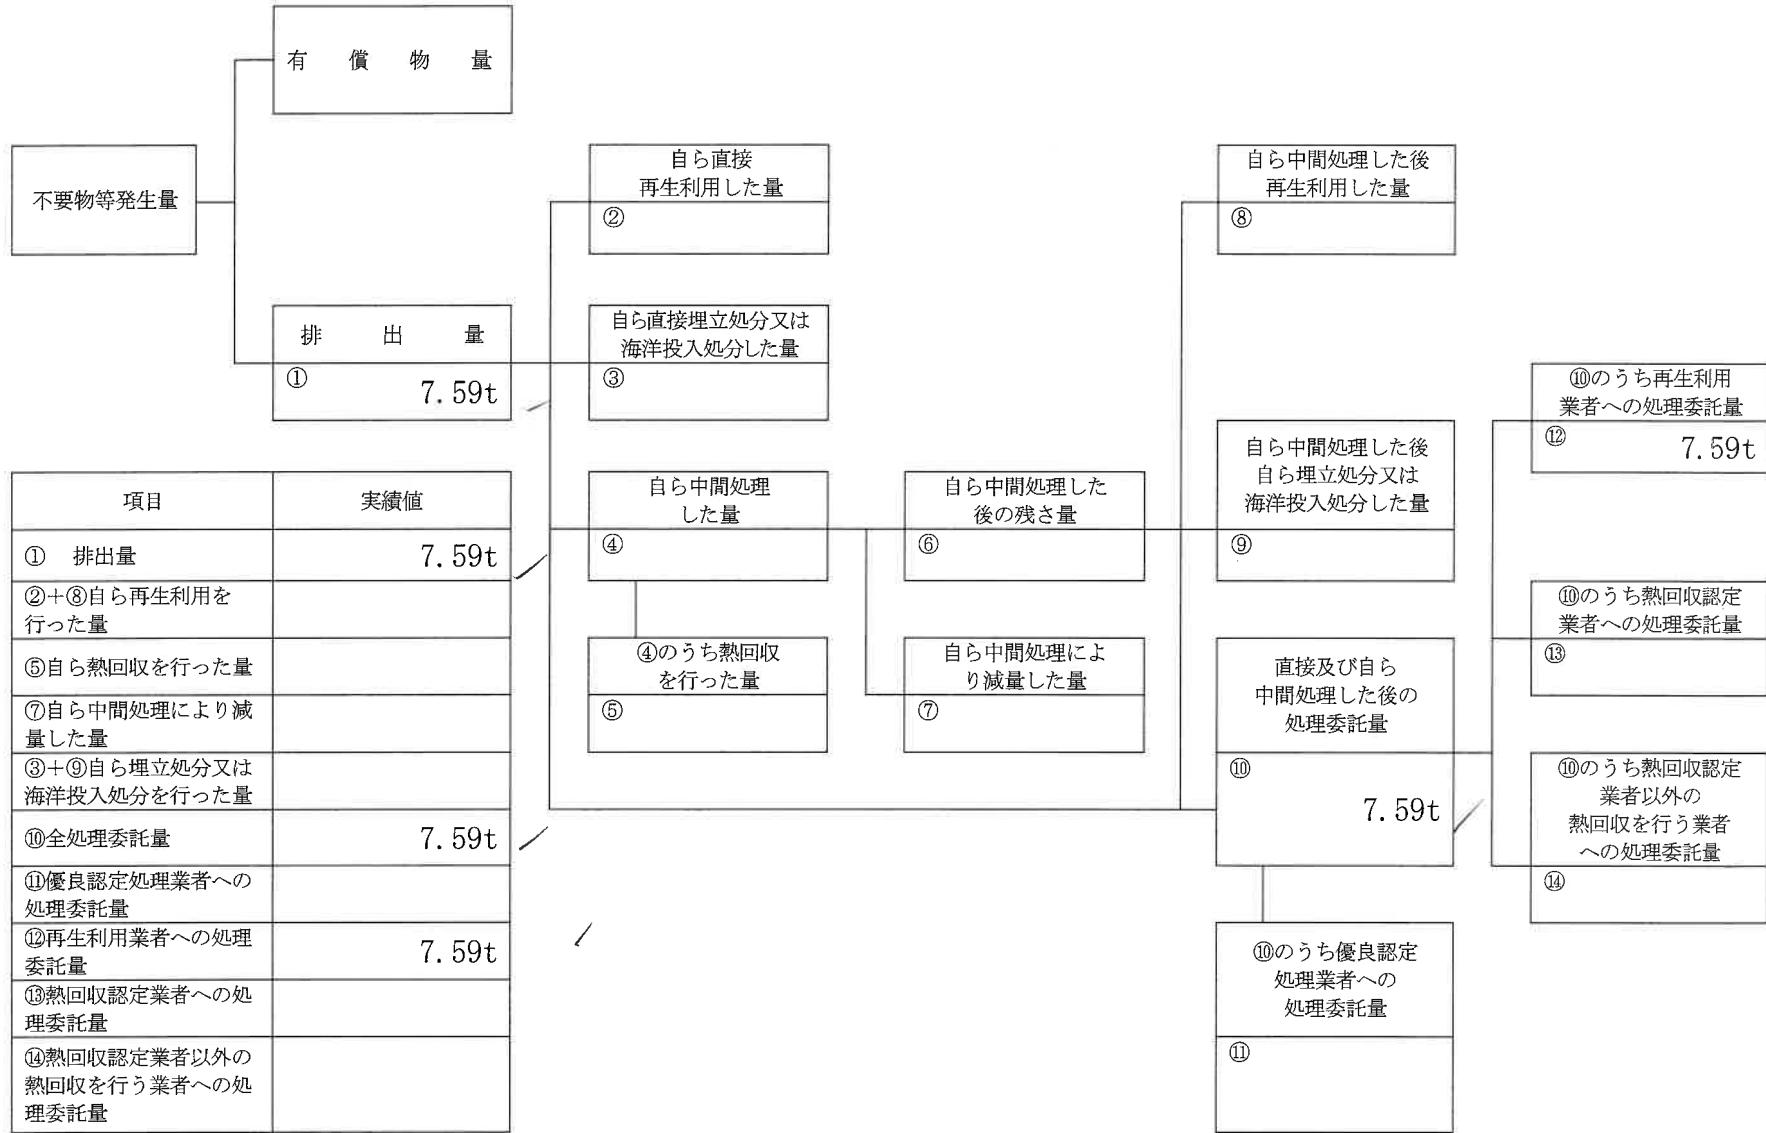 有償物量
不要物等発生量
排出量
①
7.59t
自ら直接
再生利用した量
②
自ら直接埋立処分又は
海洋投入処分した量
③
自ら中間処理
した量
④
④のうち熱回収
を行った量
⑤
自ら中間処理した
後の残さ量
⑥
自ら中間処理によ
り減量した量
⑦
自ら中間処理した後
再生利用した量
⑧
自ら中間処理した後
自ら埋立処分又は
海洋投入処分した量
⑨
直接及び自ら
中間処理した後の
処理委託量
⑩
7.59t
⑩のうち優良認定
処理業者への
処理委託量
⑪
⑩のうち再生利用
業者への処理委託量
⑫
7.59t
⑩のうち熱回収認定
業者への処理委託量
⑬
⑩のうち熱回収認定
業者以外の
熱回収を行う業者
への処理委託量
⑭
項目 実績値
① 排出量 7.59t
②+⑧自ら再生利用を
行った量
⑤自ら熱回収を行った量
⑦自ら中間処理により減
量した量
③+⑨自ら埋立処分又は
海洋投入処分を行った量
⑩全処理委託量 7.59t
⑪優良認定処理業者への
処理委託量
⑫再生利用業者への処理
委託量 7.59t
⑬熱回収認定業者への処
理委託量
⑭熱回収認定業者以外の
熱回収を行う業者への処
理委託量